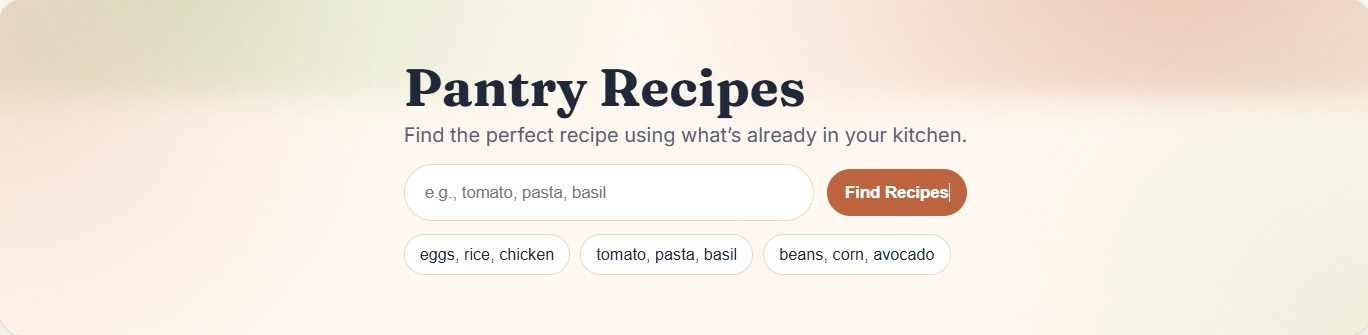 Pantry Recipes
Find the perfect recipe using what’s already in your kitchen.
e.g., tomato, pasta, basil
Find Recipes
eggs, rice, chicken
tomato, pasta, basil
beans, corn, avocado